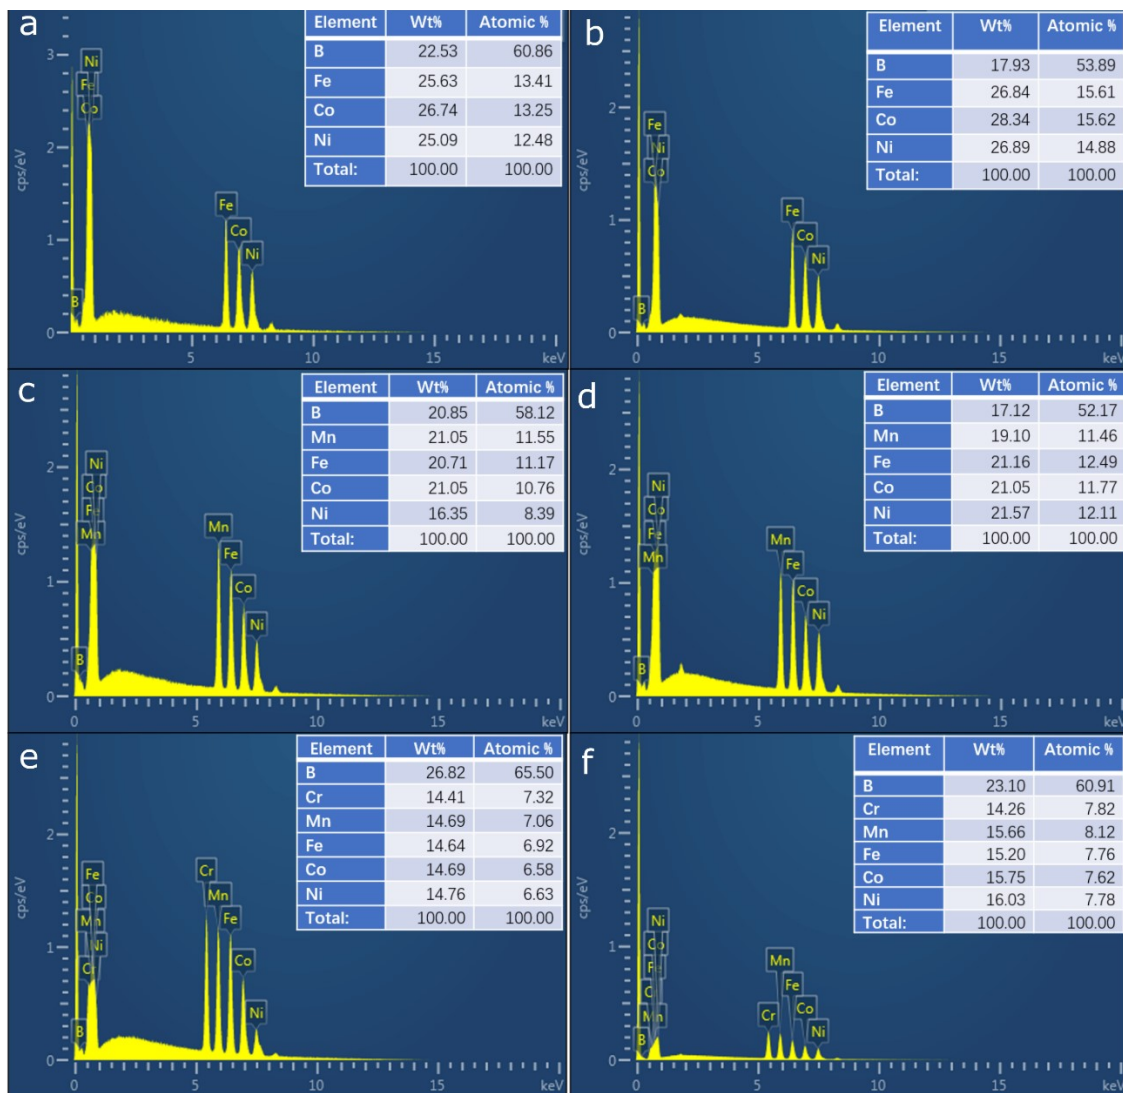 a
Element Wt% Atomic %
B 22.53 60.86
Fe 25.63 13.41
Co 26.74 13.25
Ni 25.09 12.48
Total: 100.00 100.00
3
2
1
0
cps/eV
Ni
Fe
Co
B
Fe
Co
Ni
5 10 15 keV
b
Element Wt% Atomic %
B 17.93 53.89
Fe 26.84 15.61
Co 28.34 15.62
Ni 26.89 14.88
Total: 100.00 100.00
2
1
0
cps/eV
Fe
Ni
Co
B
Fe
Co
Ni
0 5 10 15 keV
c
Element Wt% Atomic %
B 20.85 58.12
Mn 21.05 11.55
Fe 20.71 11.17
Co 21.05 10.76
Ni 16.35 8.39
Total: 100.00 100.00
2
1
0
cps/eV
Ni
Co
Fe
Mn
B
Mn
Fe
Co
Ni
0 5 10 15 keV
d
Element Wt% Atomic %
B 17.12 52.17
Mn 19.10 11.46
Fe 21.16 12.49
Co 21.05 11.77
Ni 21.57 12.11
Total: 100.00 100.00
2
1
0
cps/eV
Ni
Co
Fe
Mn
B
Mn
Fe
Co
Ni
0 5 10 15 keV
e
Element Wt% Atomic %
B 26.82 65.50
Cr 14.41 7.32
Mn 14.69 7.06
Fe 14.64 6.92
Co 14.69 6.58
Ni 14.76 6.63
Total: 100.00 100.00
2
1
0
cps/eV
Fe
Co
Mn
Ni
Cr
B
Cr
Mn
Fe
Co
Ni
0 5 10 15 keV
f
Element Wt% Atomic %
B 23.10 60.91
Cr 14.26 7.82
Mn 15.66 8.12
Fe 15.20 7.76
Co 15.75 7.62
Ni 16.03 7.78
Total: 100.00 100.00
2
1
0
cps/eV
Ni
Co
Fe
Mn
B
Cr
Mn
Fe
Co
Ni
0 5 10 15 keV